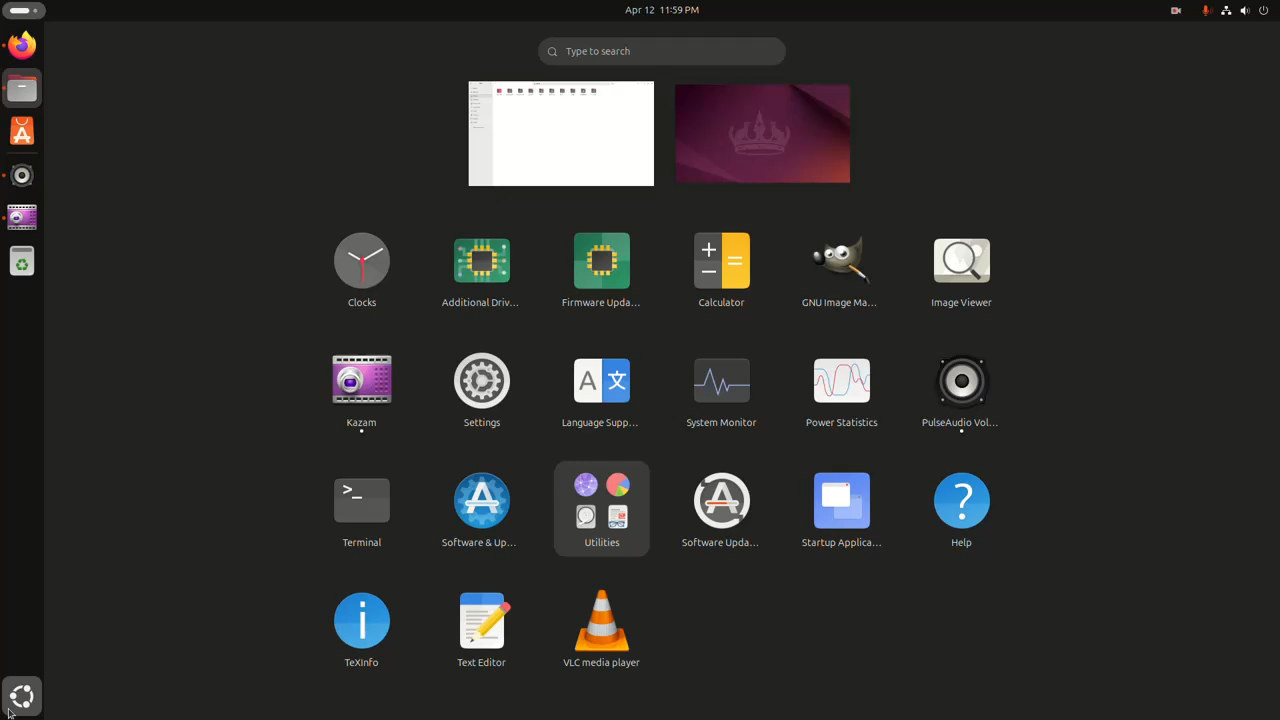 Apr 12 11:59 PM
Type to search
Clocks
Additional Driv...
Firmware Upda...
Calculator
GNU Image Ma...
Image Viewer
Kazam
Settings
Language Supp...
System Monitor
Power Statistics
PulseAudio Vol...
Terminal
Software & Up...
Utilities
Software Upda...
Startup Applica...
Help
TeXInfo
Text Editor
VLC media player